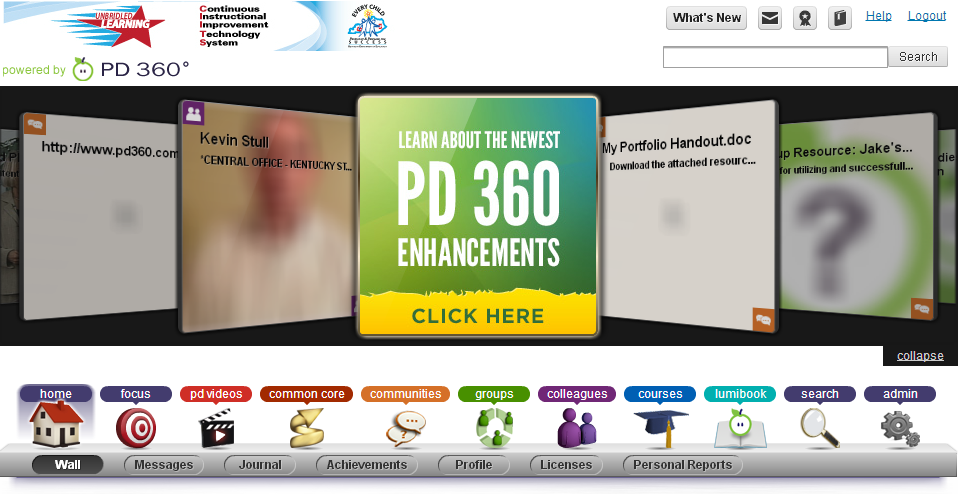 UNBRIDLED
LEARNING
Continuous
Instructional
Improvement
Technology
System
EVERY CHILD
SUCCESS
What's New
Help
Logout
Search
powered by PD 360°
http://www.pd360.com
Kevin Stull
*CENTRAL OFFICE - KENTUCKY ST...
LEARN ABOUT THE NEWEST
PD 360
ENHANCEMENTS
CLICK HERE
My Portfolio Handout.doc
Download the attached resourc...
up Resource: Jake's...
for utilizing and successfull...
collapse
home
focus
pd videos
common core
communities
groups
colleagues
courses
lumibook
search
admin
Wall
Messages
Journal
Achievements
Profile
Licenses
Personal Reports